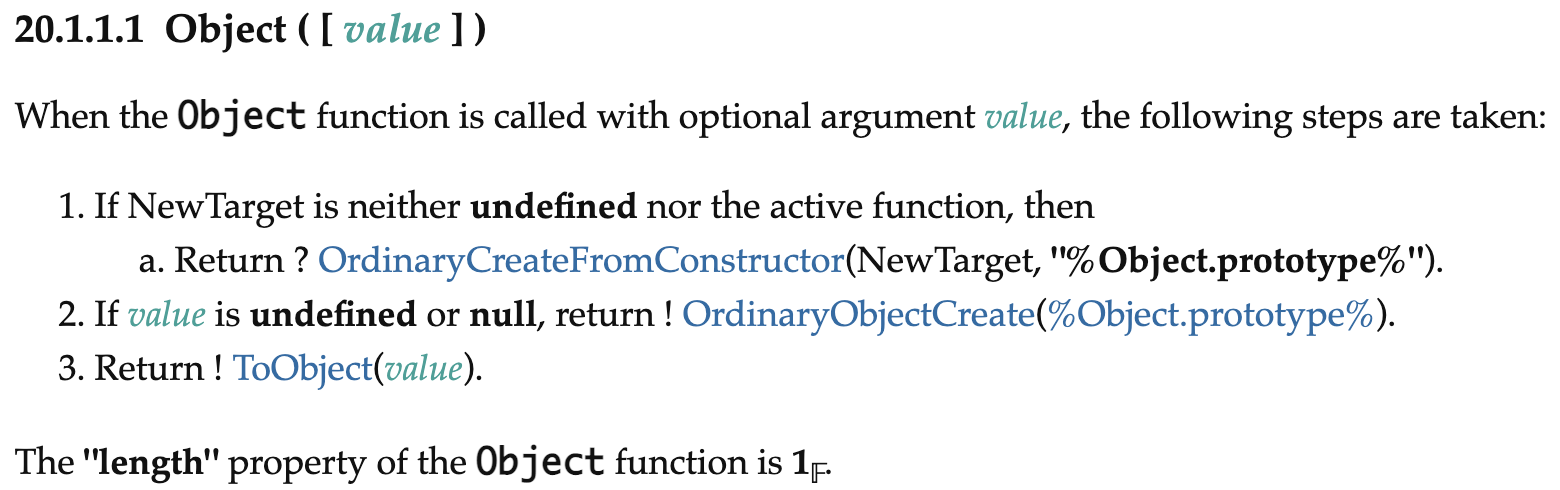 20.1.1.1 Object ( [ value ] )
When the Object function is called with optional argument value, the following steps are taken:
1. If NewTarget is neither undefined nor the active function, then
a. Return ? OrdinaryCreateFromConstructor(NewTarget, "%Object.prototype%").
2. If value is undefined or null, return ! OrdinaryObjectCreate(%Object.prototype%).
3. Return ! ToObject(value).
The "length" property of the Object function is 1𝔽.